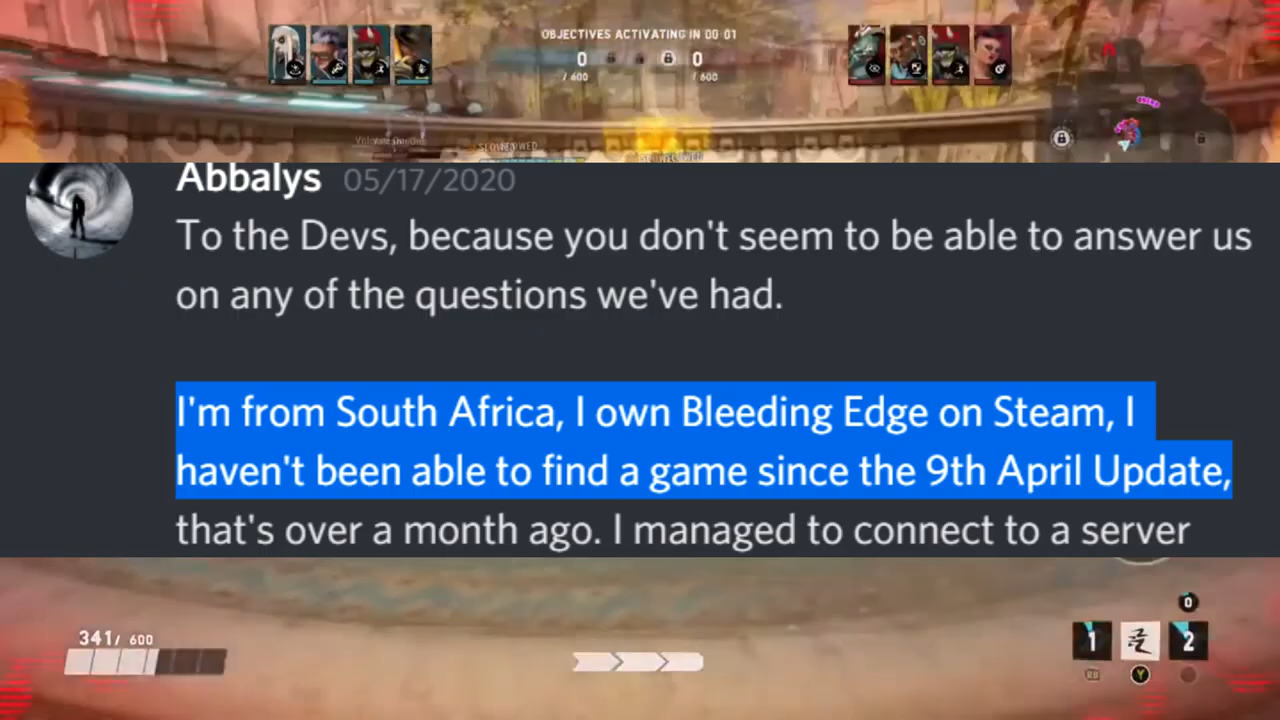 OBJECTIVES ACTIVATING IN 00 01
0 0
/ 600 / 600
Abbalys 05/17/2020
To the Devs, because you don't seem to be able to answer us
on any of the questions we've had.
I'm from South Africa, I own Bleeding Edge on Steam, I
haven't been able to find a game since the 9th April Update,
that's over a month ago. I managed to connect to a server
0
341/ 600
1 2
RB Y